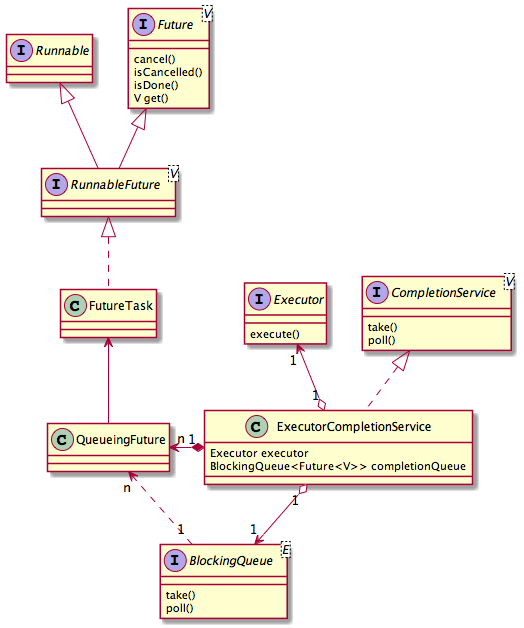 I Future V
cancel()
isCancelled()
isDone()
V get()
I Runnable
I RunnableFuture V
C FutureTask
I Executor
execute()
I CompletionService V
take()
poll()
1
1
C QueueingFuture
n 1
C ExecutorCompletionService
Executor executor
BlockingQueue<Future<V>> completionQueue
n
1
1
1
I BlockingQueue E
take()
poll()